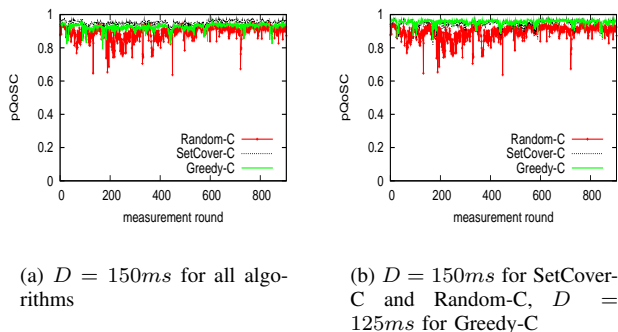 1
0.8
0.6
0.4
0.2
0
pQoSC
0 200 400 600 800
measurement round
Random-C
SetCover-C
Greedy-C
1
0.8
0.6
0.4
0.2
0
pQoSC
0 200 400 600 800
measurement round
Random-C
SetCover-C
Greedy-C
(a) D = 150ms for all algo-
rithms
(b) D = 150ms for SetCover-
C and Random-C, D =
125ms for Greedy-C